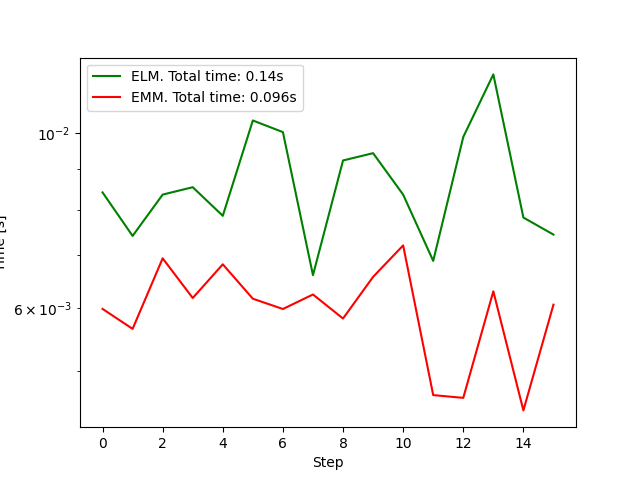 ELM. Total time: 0.14s
EMM. Total time: 0.096s
10⁻²
6 × 10⁻³
Time [s]
0 2 4 6 8 10 12 14
Step